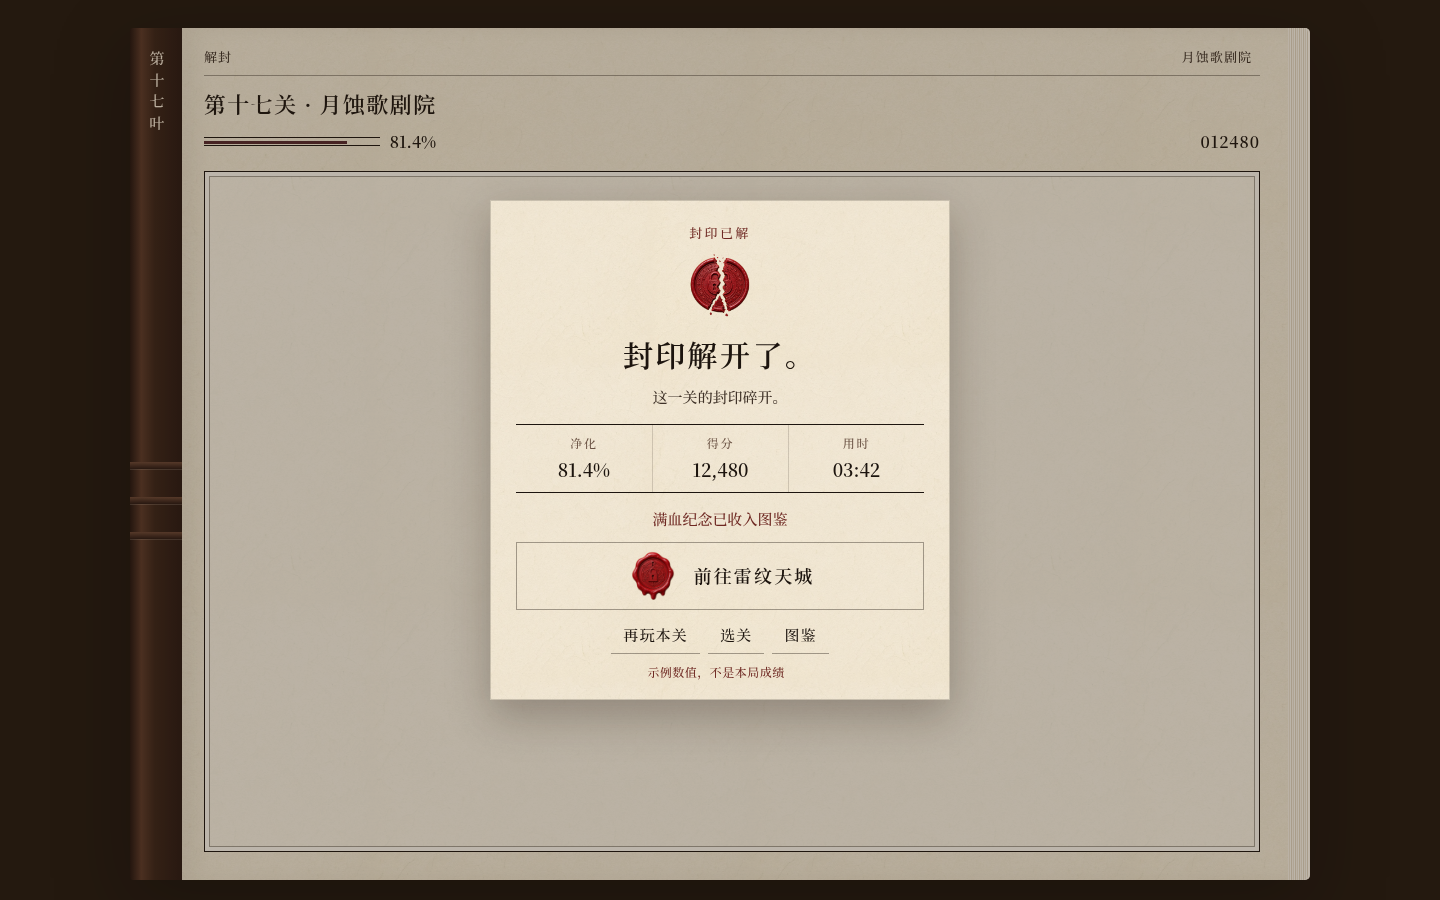 第十七叶
解封
月蚀歌剧院
第十七关 · 月蚀歌剧院
81.4%
012480
封印已解
封印解开了。
这一关的封印碎开。
净化
得分
用时
81.4%
12,480
03:42
满血纪念已收入图鉴
前往雷纹天城
再玩本关
选关
图鉴
示例数值，不是本局成绩